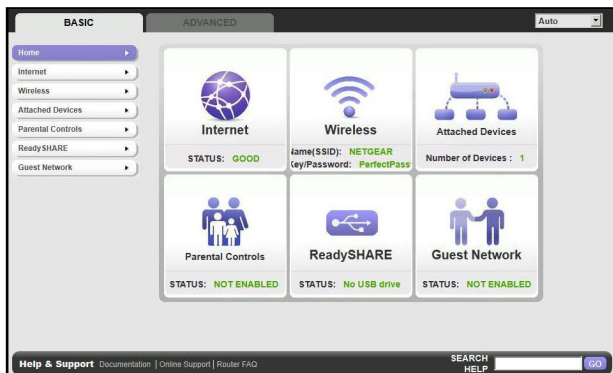 BASIC
ADVANCED
Auto
Home
Internet
Wireless
Attached Devices
Parental Controls
ReadySHARE
Guest Network
Internet
STATUS: GOOD
Wireless
Name(SSID): NETGEAR
Key/Password: PerfectPass
Attached Devices
Number of Devices : 1
Parental Controls
STATUS: NOT ENABLED
ReadySHARE
STATUS: No USB drive
Guest Network
STATUS: NOT ENABLED
Help & Support Documentation | Online Support | Router FAQ
SEARCH
HELP
GO